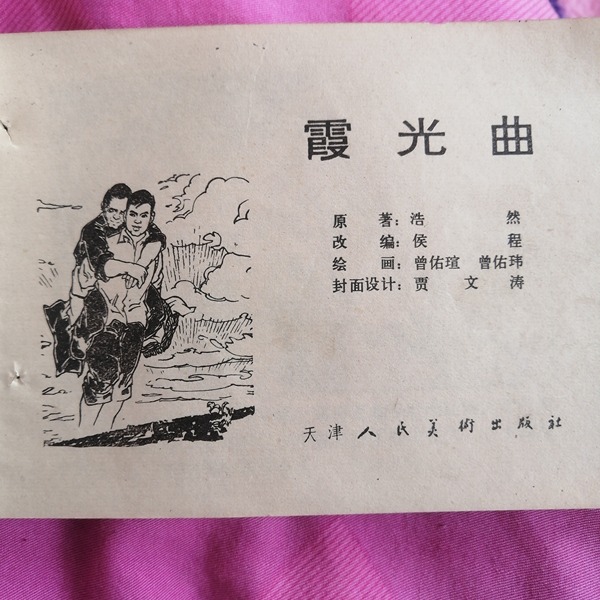 霞光曲
原著：浩然
改编：侯程
绘画：曾佑瑄 曾佑玮
封面设计：贾文涛
天津人民美術出版社